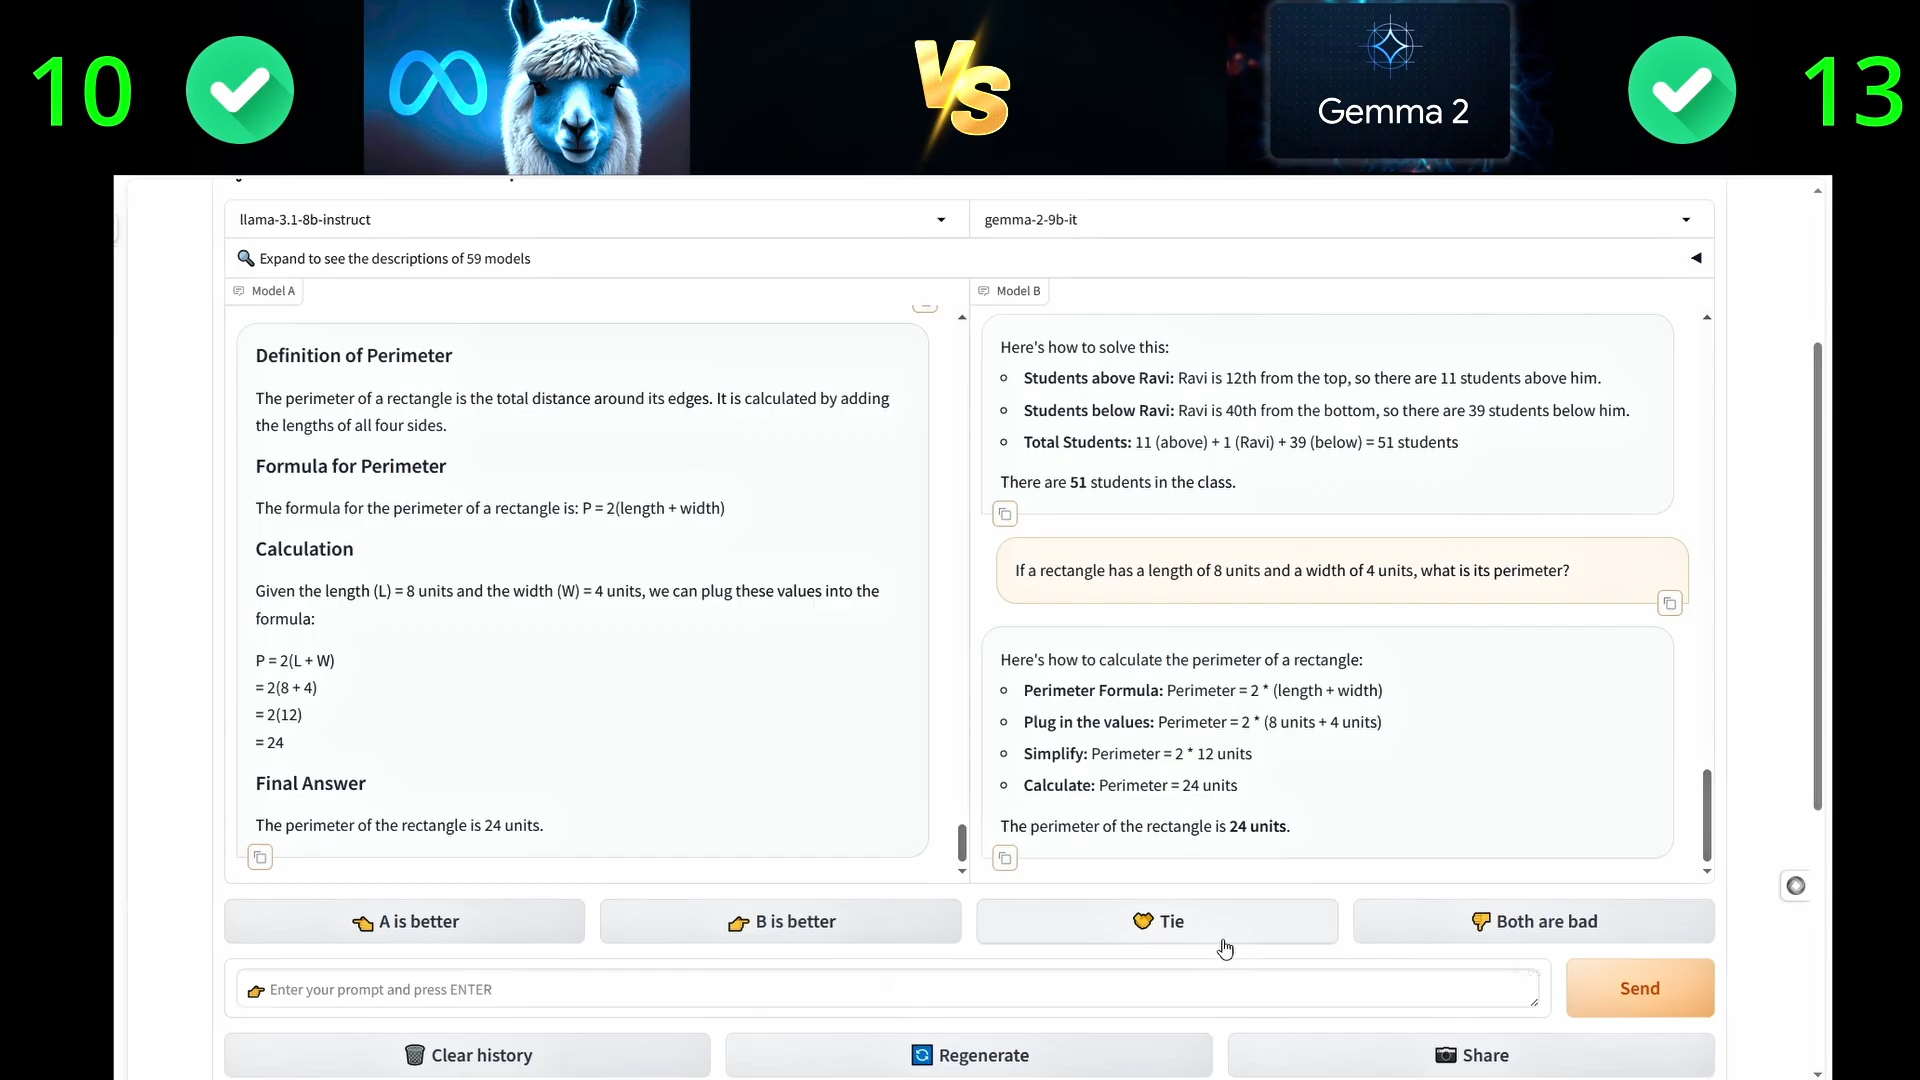 10
VS
Gemma 2
13
llama-3.1-8b-instruct
gemma-2-9b-it
Expand to see the descriptions of 59 models
Model A
Model B
Definition of Perimeter
The perimeter of a rectangle is the total distance around its edges. It is calculated by adding
the lengths of all four sides.
Formula for Perimeter
The formula for the perimeter of a rectangle is: P = 2(length + width)
Calculation
Given the length (L) = 8 units and the width (W) = 4 units, we can plug these values into the
formula:
P = 2(L + W)
= 2(8 + 4)
= 2(12)
= 24
Final Answer
The perimeter of the rectangle is 24 units.
Here's how to solve this:
Students above Ravi: Ravi is 12th from the top, so there are 11 students above him.
Students below Ravi: Ravi is 40th from the bottom, so there are 39 students below him.
Total Students: 11 (above) + 1 (Ravi) + 39 (below) = 51 students
There are 51 students in the class.
If a rectangle has a length of 8 units and a width of 4 units, what is its perimeter?
Here's how to calculate the perimeter of a rectangle:
Perimeter Formula: Perimeter = 2 * (length + width)
Plug in the values: Perimeter = 2 * (8 units + 4 units)
Simplify: Perimeter = 2 * 12 units
Calculate: Perimeter = 24 units
The perimeter of the rectangle is 24 units.
A is better
B is better
Tie
Both are bad
Enter your prompt and press ENTER
Send
Clear history
Regenerate
Share